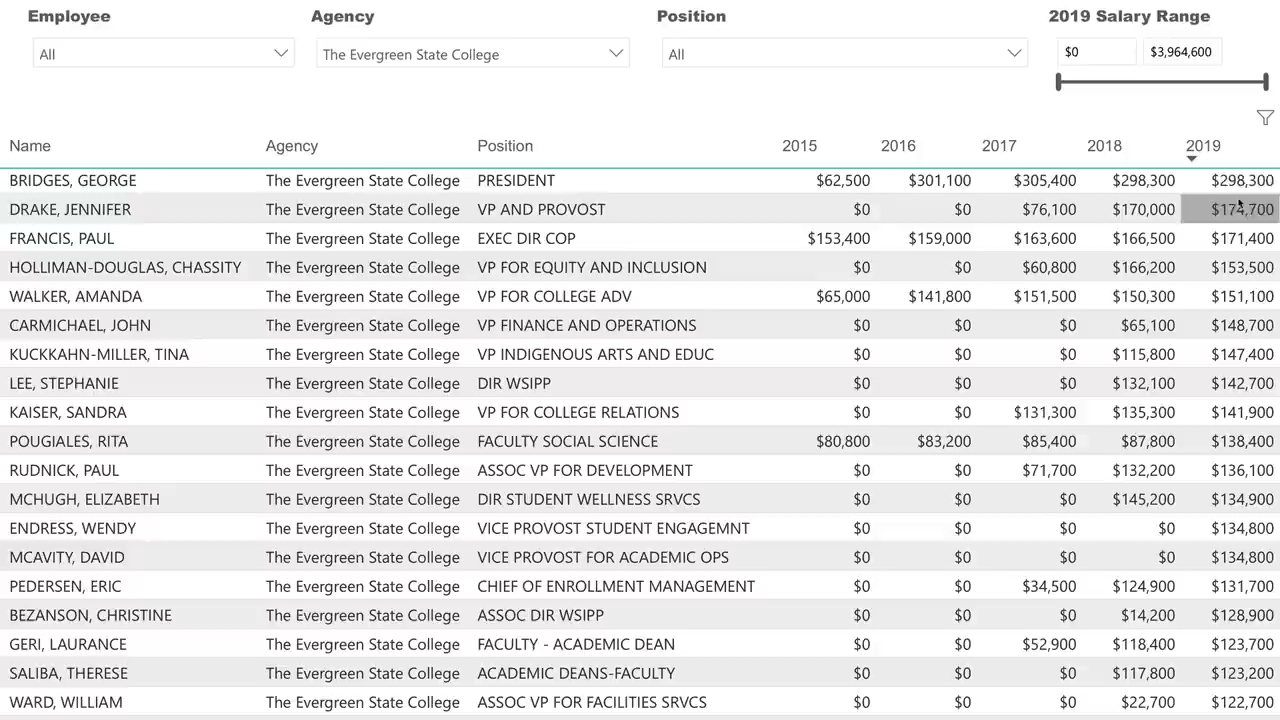 Employee Agency Position 2019 Salary Range
All The Evergreen State College All $0 $3,964,600
Name Agency Position 2015 2016 2017 2018 2019
BRIDGES, GEORGE The Evergreen State College PRESIDENT $62,500 $301,100 $305,400 $298,300 $298,300
DRAKE, JENNIFER The Evergreen State College VP AND PROVOST $0 $0 $76,100 $170,000 $174,700
FRANCIS, PAUL The Evergreen State College EXEC DIR COP $153,400 $159,000 $163,600 $166,500 $171,400
HOLLIMAN-DOUGLAS, CHASSITY The Evergreen State College VP FOR EQUITY AND INCLUSION $0 $0 $60,800 $166,200 $153,500
WALKER, AMANDA The Evergreen State College VP FOR COLLEGE ADV $65,000 $141,800 $151,500 $150,300 $151,100
CARMICHAEL, JOHN The Evergreen State College VP FINANCE AND OPERATIONS $0 $0 $0 $65,100 $148,700
KUCKKAHN-MILLER, TINA The Evergreen State College VP INDIGENOUS ARTS AND EDUC $0 $0 $0 $115,800 $147,400
LEE, STEPHANIE The Evergreen State College DIR WSIPP $0 $0 $0 $132,100 $142,700
KAISER, SANDRA The Evergreen State College VP FOR COLLEGE RELATIONS $0 $0 $131,300 $135,300 $141,900
POUGIALES, RITA The Evergreen State College FACULTY SOCIAL SCIENCE $80,800 $83,200 $85,400 $87,800 $138,400
RUDNICK, PAUL The Evergreen State College ASSOC VP FOR DEVELOPMENT $0 $0 $71,700 $132,200 $136,100
MCHUGH, ELIZABETH The Evergreen State College DIR STUDENT WELLNESS SRVCS $0 $0 $0 $145,200 $134,900
ENDRESS, WENDY The Evergreen State College VICE PROVOST STUDENT ENGAGEMNT $0 $0 $0 $0 $134,800
MCAVITY, DAVID The Evergreen State College VICE PROVOST FOR ACADEMIC OPS $0 $0 $0 $0 $134,800
PEDERSEN, ERIC The Evergreen State College CHIEF OF ENROLLMENT MANAGEMENT $0 $0 $34,500 $124,900 $131,700
BEZANSON, CHRISTINE The Evergreen State College ASSOC DIR WSIPP $0 $0 $0 $14,200 $128,900
GERI, LAURANCE The Evergreen State College FACULTY - ACADEMIC DEAN $0 $0 $52,900 $118,400 $123,700
SALIBA, THERESE The Evergreen State College ACADEMIC DEANS-FACULTY $0 $0 $0 $117,800 $123,200
WARD, WILLIAM The Evergreen State College ASSOC VP FOR FACILITIES SRVCS $0 $0 $0 $22,700 $122,700